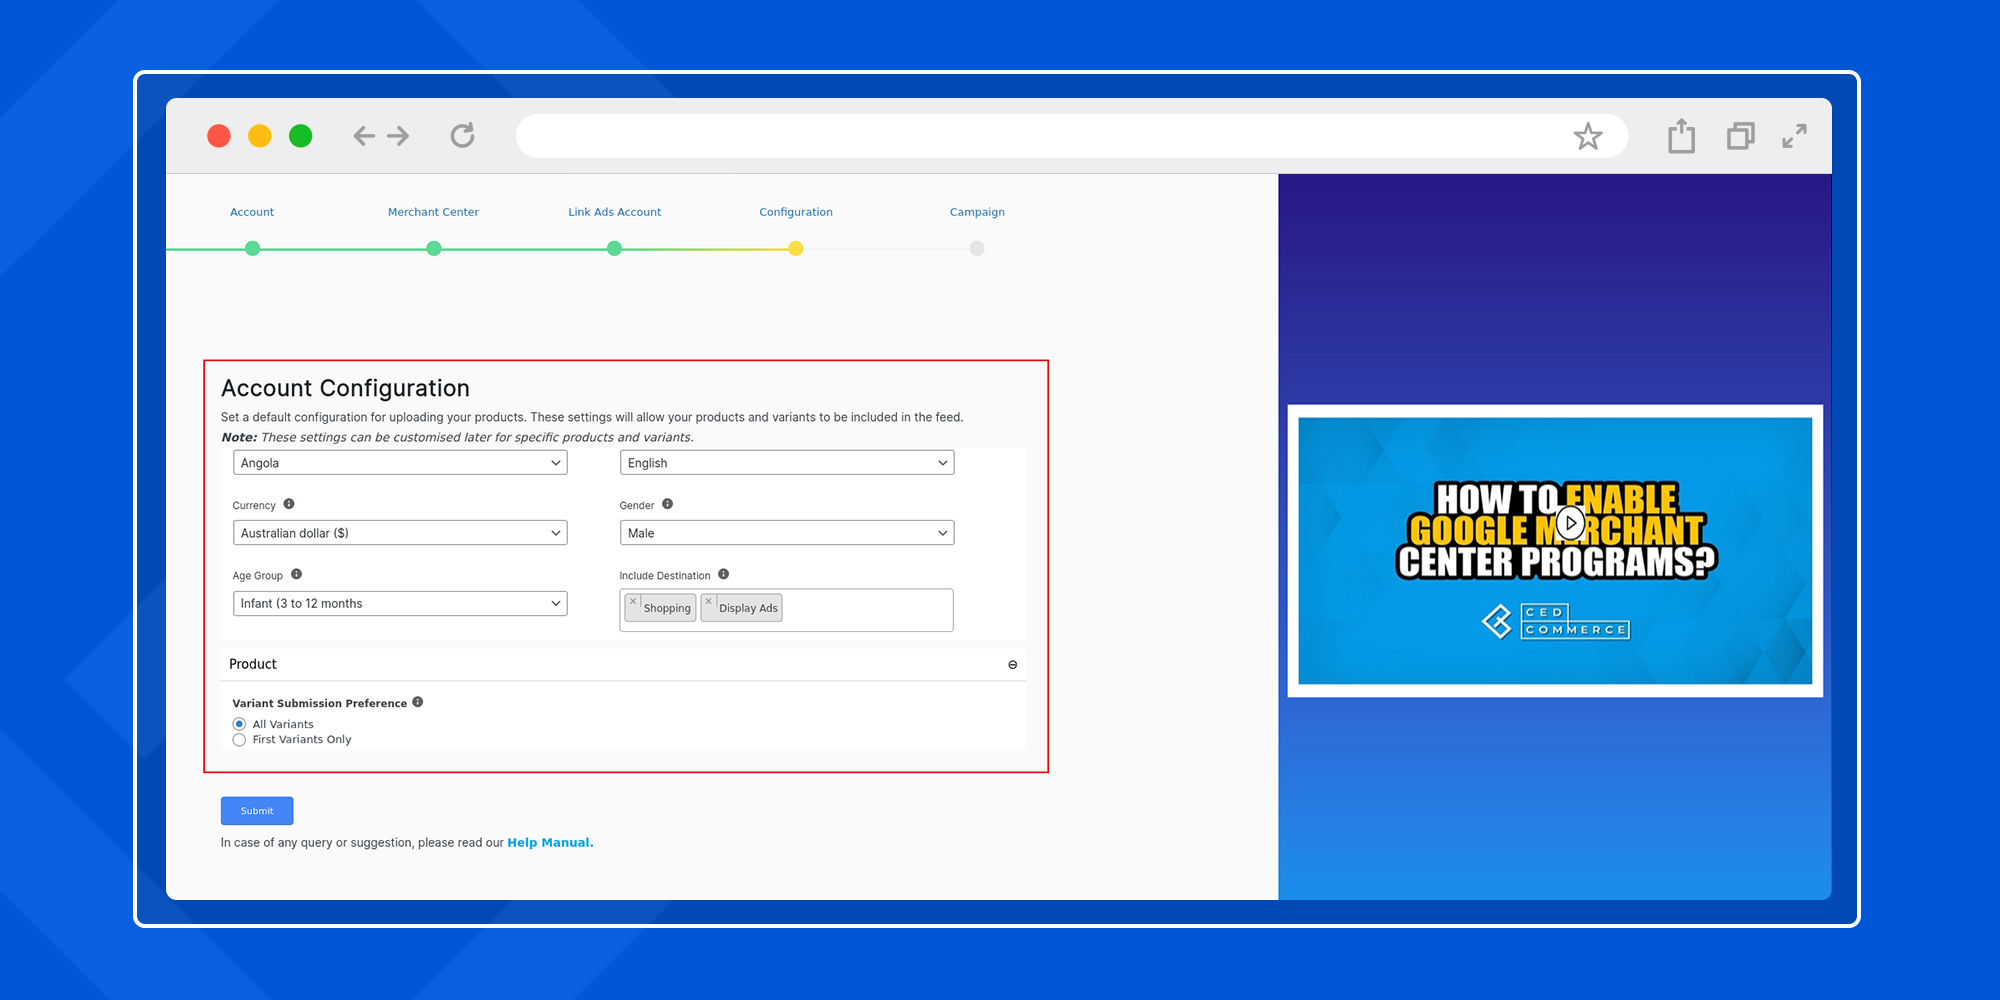 Account
Merchant Center
Link Ads Account
Configuration
Campaign
Account Configuration
Set a default configuration for uploading your products. These settings will allow your products and variants to be included in the feed.
Note: These settings can be customised later for specific products and variants.
Angola
English
Currency
Gender
Australian dollar ($)
Male
Age Group
Include Destination
Infant (3 to 12 months
× Shopping × Display Ads
Product
Variant Submission Preference
All Variants
First Variants Only
Submit
In case of any query or suggestion, please read our Help Manual.
HOW TO ENABLE
GOOGLE MERCHANT
CENTER PROGRAMS?
CED
COMMERCE